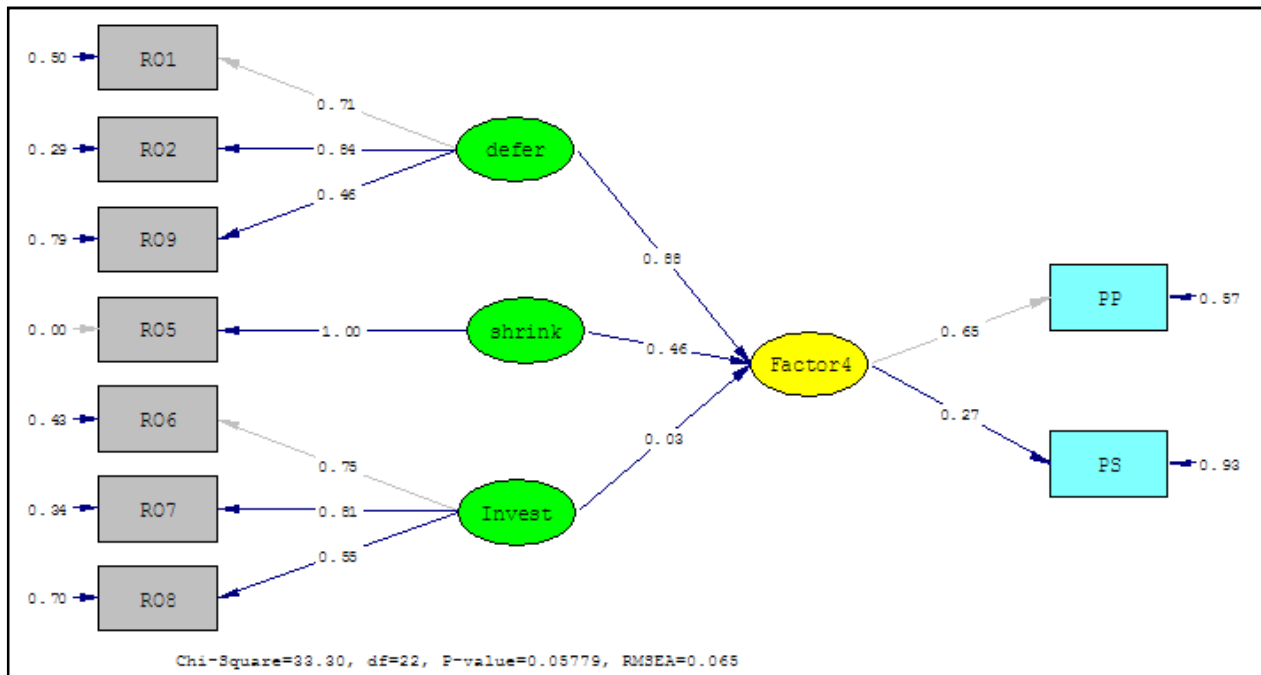 0.50 RO1
0.71
0.29 RO2 0.84 defer
0.46
0.79 RO9
0.88
0.00 RO5 1.00 shrink
0.46
PP 0.57
0.65
Factor4
0.43 RO6
0.75
0.03
0.27
PS 0.93
0.34 RO7 0.81 Invest
0.55
0.70 RO8
Chi-Square=33.30, df=22, P-value=0.05779, RMSEA=0.065